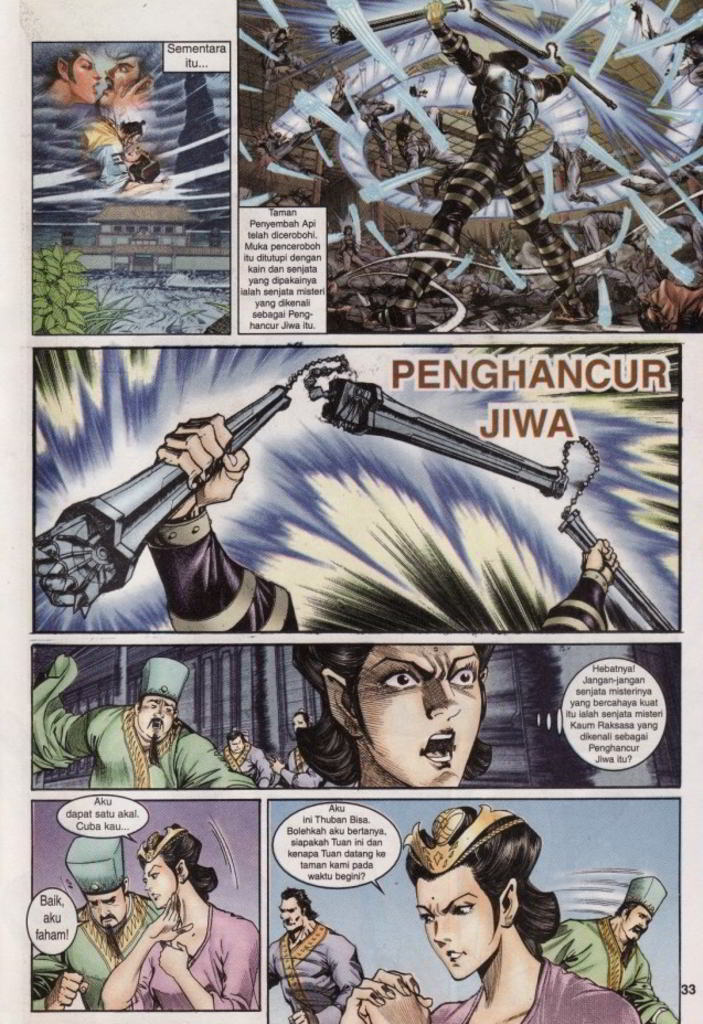 Sementara
itu...
Taman
Penyembah Api
telah dicerobohi.
Muka penceroboh
itu ditutupi dengan
kain dan senjata
yang dipakainya
ialah senjata misteri
yang dikenali
sebagai Peng-
hancur Jiwa itu.
PENGHANCUR
JIWA
Hebatnya!
Jangan-jangan
senjata misterinya
yang bercahaya kuat
itu ialah senjata misteri
Kaum Raksasa yang
dikenali sebagai
Penghancur
Jiwa itu?
Aku
dapat satu akal.
Cuba kau...
Baik,
aku
faham!
Aku
ini Thuban Bisa.
Bolehkah aku bertanya,
siapakah Tuan ini dan
kenapa Tuan datang ke
taman kami pada
waktu begini?
33